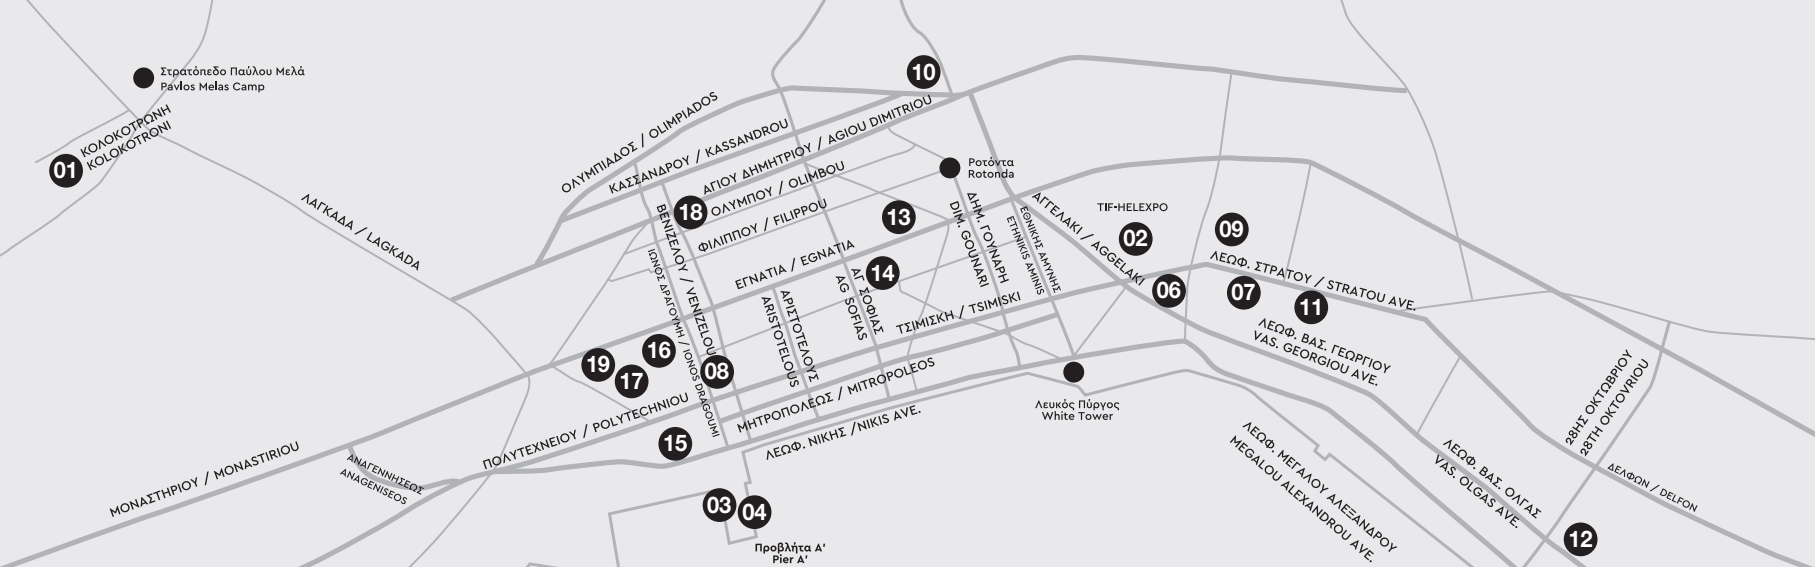 Στρατόπεδο Παύλου Μελά
Pavlos Melas Camp
ΚΟΛΟΚΟΤΡΩΝΗ
KOLOKOTRONI
01
ΛΑΓΚΑΔΑ / LAGKADA
ΟΛΥΜΠΙΑΔΟΣ / OLIMPIADOS
10
ΚΑΣΣΑΝΔΡΟΥ / KASSANDROU
ΑΓΙΟΥ ΔΗΜΗΤΡΙΟΥ / AGIOU DIMITRIOU
18
ΟΛΥΜΠΟΥ / OLIMBOU
ΦΙΛΙΠΠΟΥ / FILIPPOU
Ροτόντα
Rotonda
13
ΒΕΝΙΖΕΛΟΥ / VENIZELOU
ΙΩΝΟΣ ΔΡΑΓΟΥΜΗ / IONOS DRAGOUMI
ΕΓΝΑΤΙΑ / EGNATIA
14
ΑΓ. ΣΟΦΙΑΣ
AG. SOFIAS
ΑΡΙΣΤΟΤΕΛΟΥΣ
ARISTOTELOUS
ΔΗΜ. ΓΟΥΝΑΡΗ
DIM. GOUNARI
ΕΘΝΙΚΗΣ ΑΜΥΝΗΣ
ETHNIKIS AMINIS
ΑΓΓΕΛΑΚΙ / AGGELAKI
TIF-HELEXPO
02
09
ΛΕΩΦ. ΣΤΡΑΤΟΥ / STRATOU AVE.
06
07
11
ΤΣΙΜΙΣΚΗ / TSIMISKI
ΛΕΩΦ. ΒΑΣ. ΓΕΩΡΓΙΟΥ
VAS. GEORGIOU AVE.
19
16
17
08
ΜΗΤΡΟΠΟΛΕΩΣ / MITROPOLEOS
ΠΟΛΥΤΕΧΝΕΙΟΥ / POLYTECHNIOU
15
ΛΕΩΦ. ΝΙΚΗΣ /NIKIS AVE.
Λευκός Πύργος
White Tower
28ΗΣ ΟΚΤΩΒΡΙΟΥ
28TH OKTOVRIOU
ΜΟΝΑΣΤΗΡΙΟΥ / MONASTIRIOU
ΑΝΑΓΕΝΝΗΣΕΩΣ
ANAGENISEOS
ΛΕΩΦ. ΜΕΓΑΛΟΥ ΑΛΕΞΑΝΔΡΟΥ
MEGALOU ALEXANDROU AVE.
ΛΕΩΦ. ΒΑΣ. ΟΛΓΑΣ
VAS. OLGAS AVE.
ΔΕΛΦΩΝ / DELFON
03
04
12
Προβλήτα Α'
Pier A'